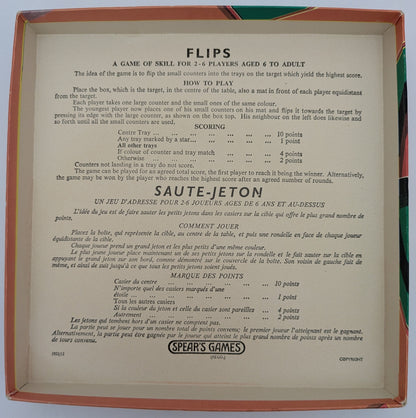 FLIPS
A GAME OF SKILL FOR 2-6 PLAYERS AGED 6 TO ADULT
The idea of the game is to flip the small counters into the trays on the target which yield the highest score.
HOW TO PLAY
Place the box, which is the target, in the centre of the table, also a mat in front of each player equidistant
from the target.
Each player takes one large counter and the small ones of the same colour.
The youngest player now places one of his small counters on his mat and flips it towards the target by
pressing its edge with the large counter, as shown on the box top. His neighbour on the left does likewise and
so forth until all the small counters are used.
SCORING
Centre Tray ... ... ... ... ... ... 10 points
Any tray marked by a star... ... ... ... 1 point
All other trays
If colour of counter and tray match ... ... 4 points
Otherwise ... ... ... ... ... ... 2 points
Counters not landing in a tray do not score.
The game can be played for an agreed total score, the first player to reach it being the winner. Alternatively,
the game may be won by the player who reaches the highest score after an agreed number of rounds.
SAUTE-JETON
UN JEU D'ADRESSE POUR 2-6 JOUEURS AGES DE 6 ANS ET AU-DESSUS
L'idée du jeu est de faire sauter les petits jetons dans les casiers sur la cible qui offre le plus grand nombre de
points.
COMMENT JOUER
Placez la boîte, qui représente la cible, au centre de la table, et puis une rondelle en face de chaque joueur
équidistante de la cible.
Chaque joueur prend un grand jeton et les plus petits d'une même couleur.
Le plus jeune joueur place maintenant un de ses petits jetons sur la rondelle et le fait sauter sur la cible en
appuyant le grand jeton sur son bord, comme démontré sur le couvercle de la boîte. Son voisin de gauche fait de
même, et ainsi de suit jusqu'à ce que tout les petits jetons soient joués.
MARQUE DES POINTS
Casier du centre ... ... ... ... ... 10 points
N'importe quel des casiers marqués d'une
étoile ... ... ... ... ... ... 1 point
Tous les autres casiers
Si la couleur du jeton et celle du casier sont pareilles ... 4 points
Autrement ... ... ... ... ... ... 2 points
Les jetons qui tombent hors d'un casier ne comptent pas.
La partie peut se jouer pour un nombre total de points convenu; le premier joueur l'atteignant est le gagnant.
Alternativement, la partie peut être gagnée par le joueur qui atteint le plus grand nombre de points après un nombre
de tours convenu.
SPEAR'S GAMES
COPYRIGHT